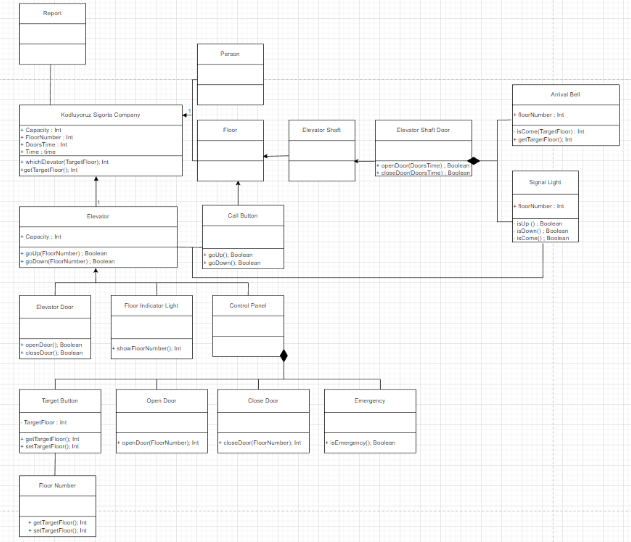 Report
Person
Kodluyoruz Sigorta Company
+ Capacity : Int
+ FloorNumber : Int
+ DoorsTime : Int
+ Time : time
+ whichElevator(TargetFloor); Int
+getTargetFloor(); Int
1
Floor
Elevator Shaft
Elevator Shaft Door
+ openDoor(DoorsTime) ; Boolean
+ closeDoor(DoorsTime) ; Boolean
Arrival Bell
+ floorNumber : Int
- isCome(TargetFloor) : Int
+ getTargetFloor(); Int
Signal Light
+ floorNumber : Int
- isUp () ; Boolean
- isDown() ; Boolean
- isCome() ; Boolean
1
Elevator
+ Capacity : Int
+ goUp(FloorNumber) ; Boolean
+ goDown(FloorNumber) ; Boolean
Call Button
+ goUp(); Boolean
+ goDown(); Boolean
Elevator Door
+ openDoor(); Boolean
+ closeDoor(); Boolean
Floor Indicator Light
+ showFloorNumber(); Int
Control Panel
Target Button
- TargetFloor : Int
+ getTargetFloor(); Int
+ setTargetFloor(); Int
Open Door
+ openDoor(FloorNumber); Int
Close Door
+ closeDoor(FloorNumber); Int
Emergency
+ isEmergency(); Boolean
Floor Number
+ getTargetFloor(); Int
+ setTargetFloor(); Int